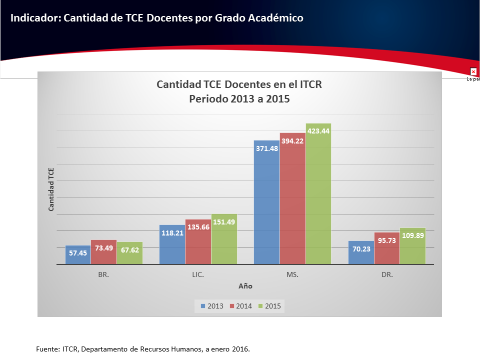 Indicador: Cantidad de TCE Docentes por Grado Académico
Cantidad TCE Docentes en el ITCR
Periodo 2013 a 2015
Cantidad TCE
57.45 73.49 67.62
118.21 135.66 151.49
371.48 394.22 423.44
70.23 95.73 109.89
BR. LIC. MS. DR.
Año
2013 2014 2015
Fuente: ITCR, Departamento de Recursos Humanos, a enero 2016.